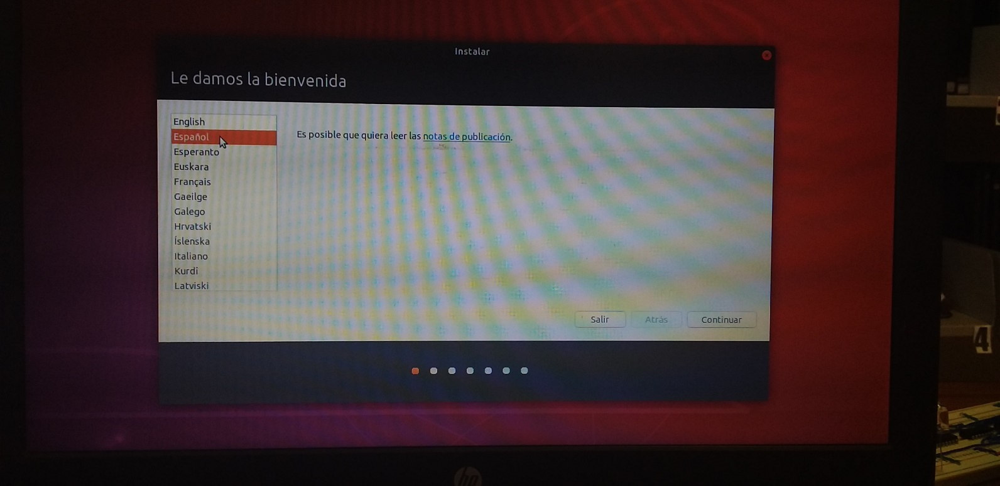 Instalar
Le damos la bienvenida
English
Español
Esperanto
Euskara
Français
Gaeilge
Galego
Hrvatski
Íslenska
Italiano
Kurdî
Latviski
Es posible que quiera leer las notas de publicación.
Salir
Atrás
Continuar
hp
4